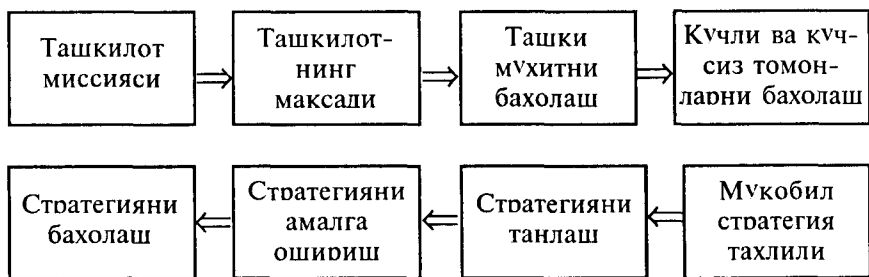 Ташкилот
миссияси
Ташкилот-
нинг
максади
Ташки
мухитни
бахолаш
Кучли ва куч-
сиз томон-
ларни бахолаш
Стратегияни
бахолаш
Стратегияни
амалга
ошириш
Стратегияни
танлаш
Мукобил
стратегия
тахлили